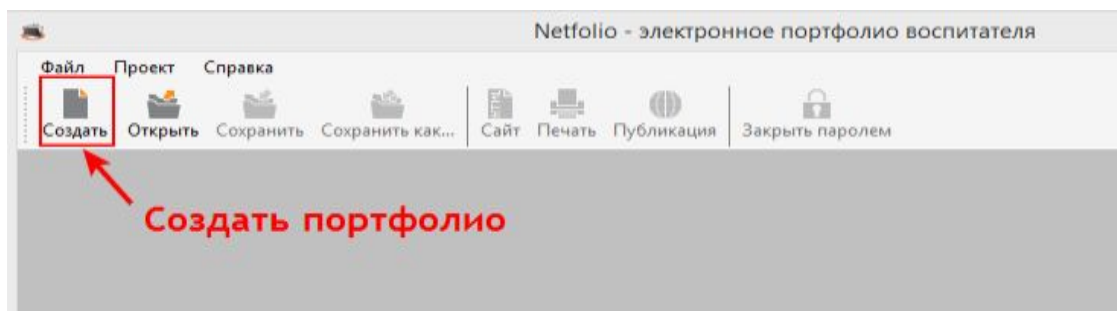 Netfolio - электронное портфолио воспитателя
Файл Проект Справка
Создать Открыть Сохранить Сохранить как... Сайт Печать Публикация Закрыть паролем
Создать портфолио